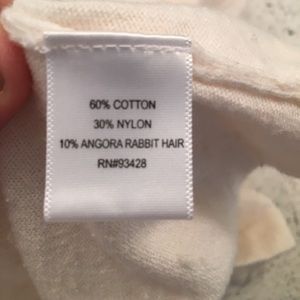 60% COTTON
30% NYLON
10% ANGORA RABBIT HAIR
RN#93428